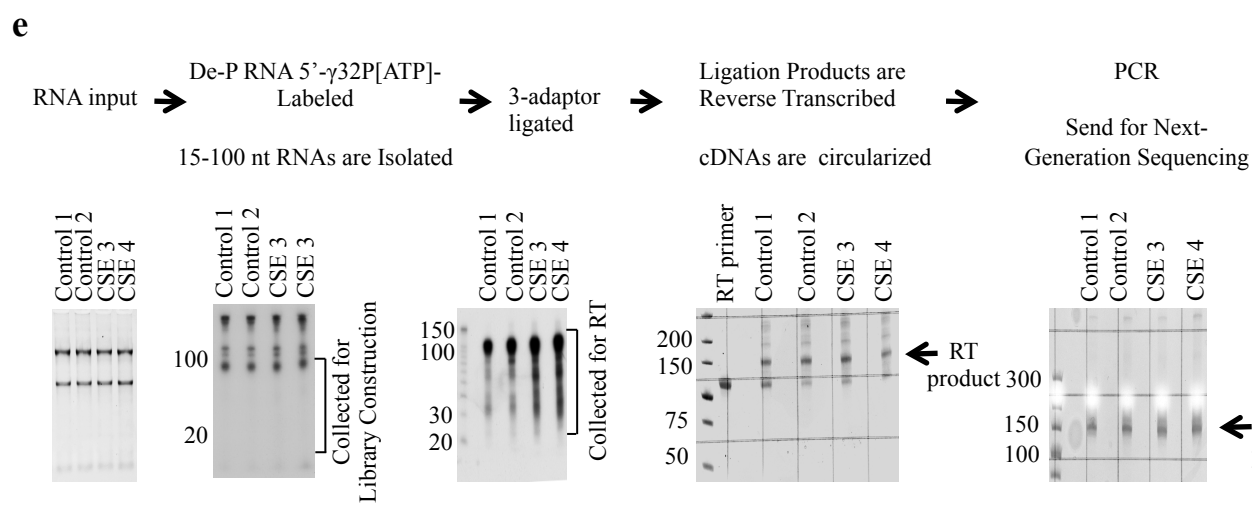 e
RNA input
De-P RNA 5’-γ32P[ATP]-
Labeled
15-100 nt RNAs are Isolated
3-adaptor
ligated
Ligation Products are
Reverse Transcribed
cDNAs are circularized
PCR
Send for Next-
Generation Sequencing
Control 1
Control 2
CSE 3
CSE 4
Control 1
Control 2
CSE 3
CSE 3
100
20
Collected for
Library Construction
Control 1
Control 2
CSE 3
CSE 4
150
100
30
20
Collected for RT
RT primer
Control 1
Control 2
CSE 3
CSE 4
200
150
75
50
RT
product
Control 1
Control 2
CSE 3
CSE 4
300
150
100